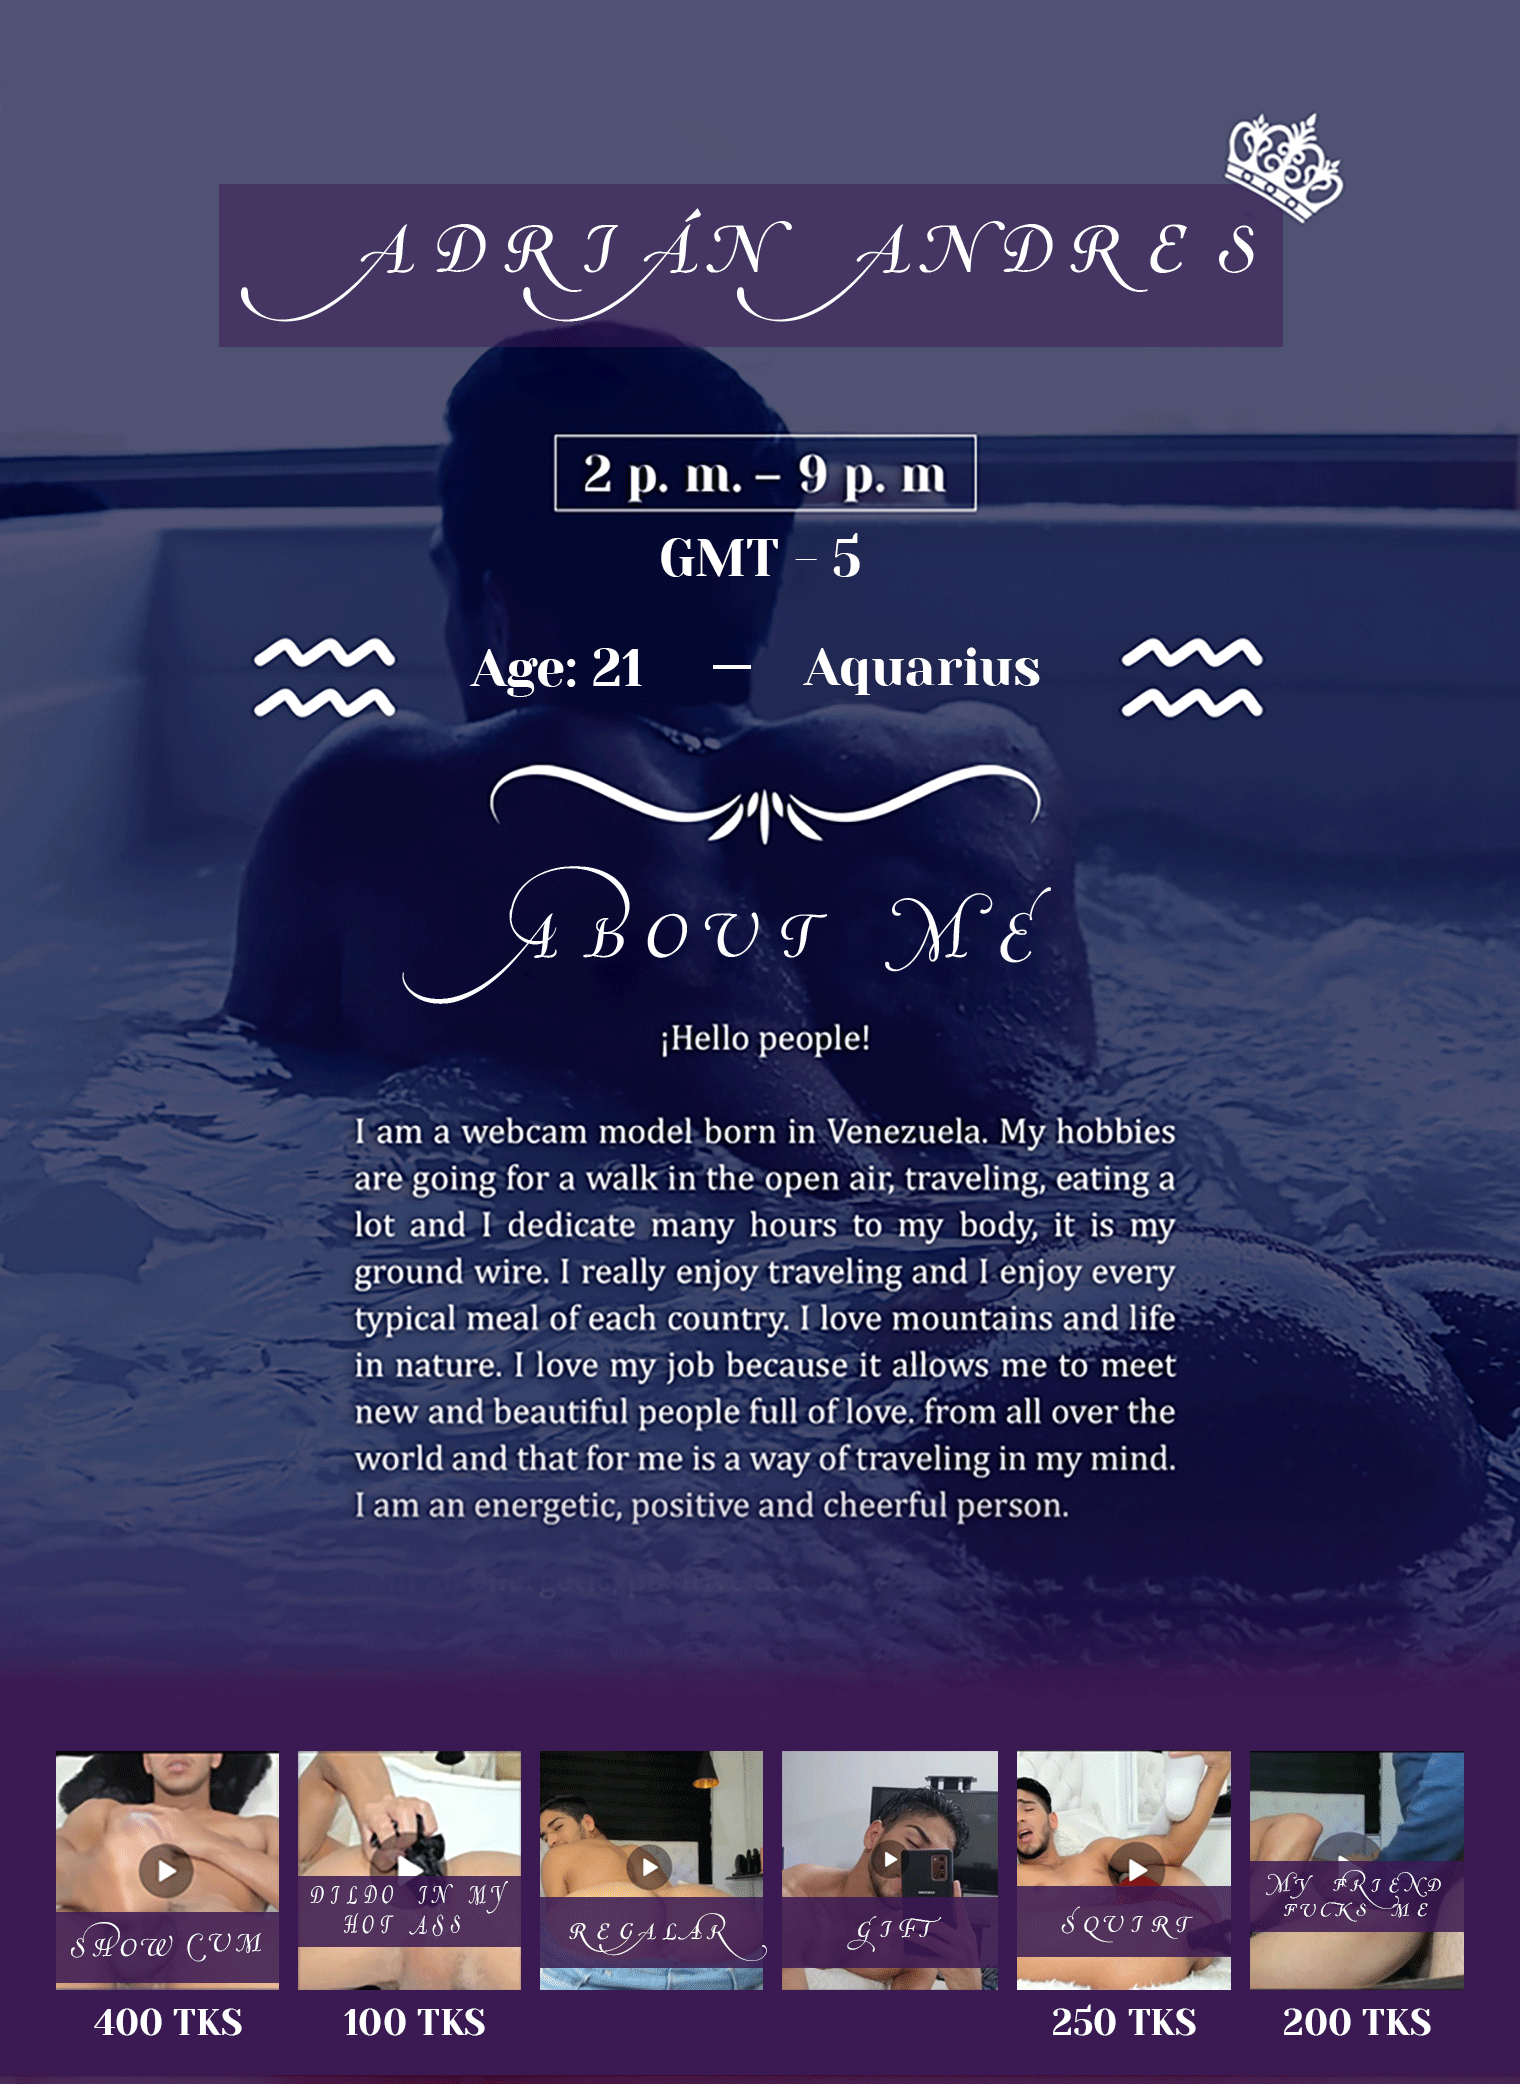 ADRIÁN ANDRES
2 p. m. – 9 p. m
GMT – 5
Age: 21 — Aquarius
ABOUT ME
¡Hello people!
I am a webcam model born in Venezuela. My hobbies
are going for a walk in the open air, traveling, eating a
lot and I dedicate many hours to my body, it is my
ground wire. I really enjoy traveling and I enjoy every
typical meal of each country. I love mountains and life
in nature. I love my job because it allows me to meet
new and beautiful people full of love. from all over the
world and that for me is a way of traveling in my mind.
I am an energetic, positive and cheerful person.
SHOW CUM
400 TKS
DILDO IN MY
HOT ASS
100 TKS
REGALAR
GIFT
SAMSUNG
SQUIRT
250 TKS
MY FRIEND
FUCKS ME
200 TKS